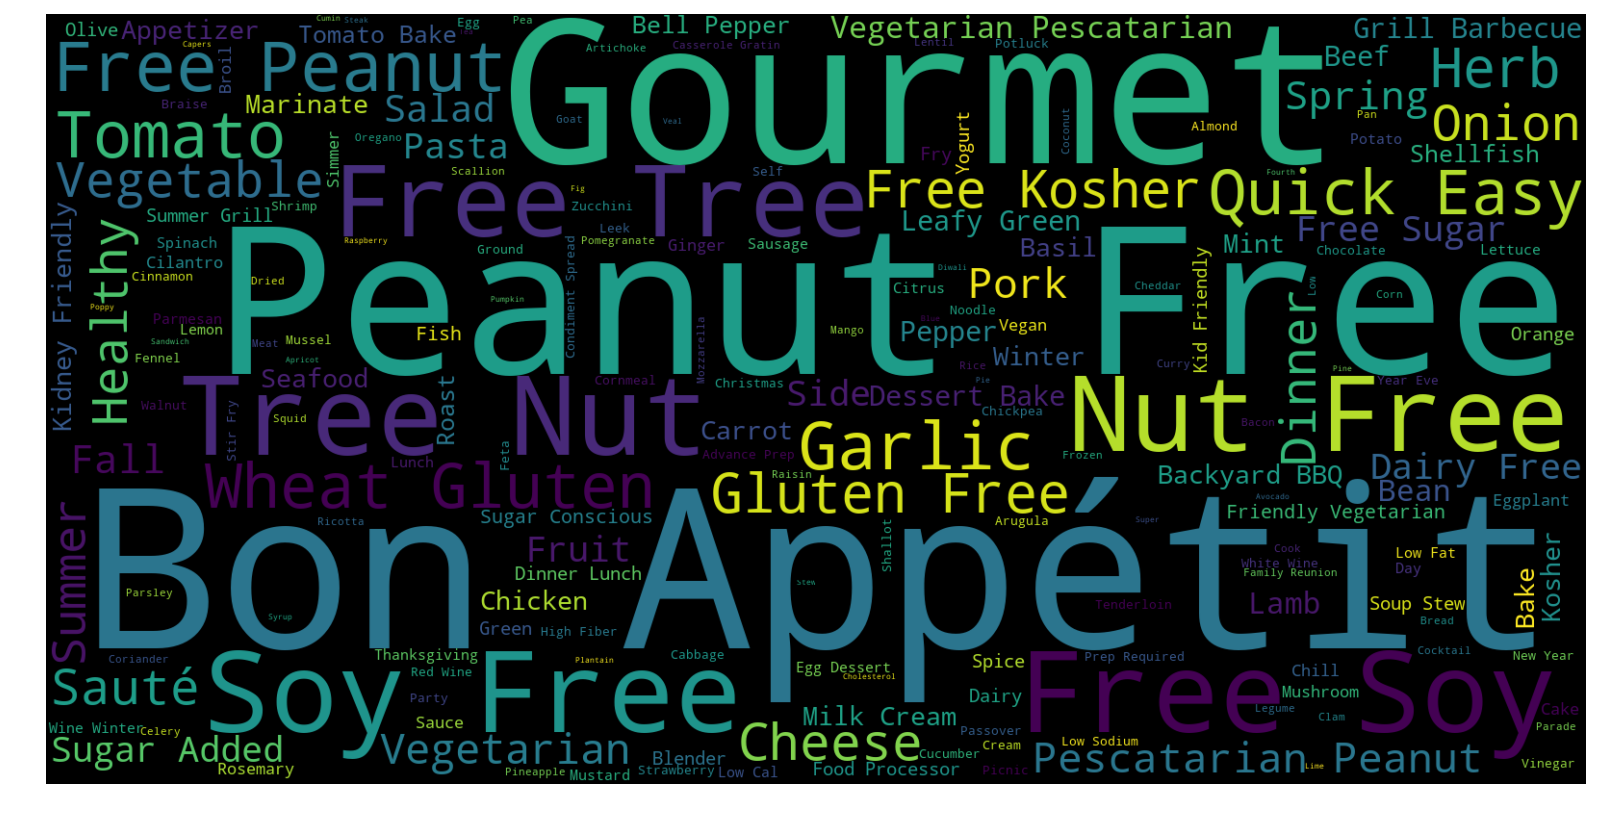 Olive
Appetizer
Capers
Broil
Cumin
Steak
Tomato Bake
Egg
Pea
Bell Pepper
Artichoke
Casserole Gratin
Vegetarian Pescatarian
Lentil
Potluck
Grill Barbecue
Beef
Herb
Free Peanut
Gourmet
Braise
Marinate
Salad
Goat
Veal
Yogurt
Coconut
Almond
Spring
Pan
Onion
Tomato
Simmer
Oregano
Pasta
Fry
Potato
Shellfish
Vegetable
Scallion
Free Tree
Fig
Self
Free Kosher
Fourth
Quick Easy
Kidney Friendly
Healthy
Summer Grill
Shrimp
Zucchini
Leafy Green
Leek
Basil
Mint
Free Sugar
Spinach
Raspberry
Ground
Pomegranate
Ginger
Sausage
Chocolate
Lettuce
Cilantro
Cinnamon
Dried
Peanut Free
Condiment Spread
Diwali
Pork
Cheddar
Kid Friendly
Low
Corn
Citrus
Poppy
Pumpkin
Parmesan
Lemon
Noodle
Blue
Sandwich
Mussel
Fish
Mozzarella
Mango
Pepper
Vegan
Dinner
Orange
Fennel
Meat
Apricot
Winter
Curry
Rice
Pine
Seafood
Roast
Cornmeal
Christmas
Pie
Year Eve
Walnut
Tree Nut
Side
Dessert Bake
Nut Free
Squid
Stir Fry
Chickpea
Bacon
Carrot
Garlic
Fall
Lunch
Feta
Advance Prep
Frozen
Backyard BBQ
Dairy Free
Wheat Gluten
Raisin
Gluten Free
Bean
Avocado
Eggplant
Summer
Ricotta
Sugar Conscious
Shallot
Arugula
Super
Friendly Vegetarian
Bon Appétit
Fruit
Cook
Low Fat
White Wine
Day
Dinner Lunch
Family Reunion
Bake
Kosher
Parsley
Stew
Chicken
Tenderloin
Lamb
Soup Stew
Syrup
Green
High Fiber
Bread
Coriander
Thanksgiving
Plantain
Cabbage
Egg Dessert
Spice
Prep Required
Cocktail
New Year
Red Wine
Cholesterol
Chill
Sauté
Soy Free
Party
Dairy
Free Soy
Mushroom
Wine Winter
Celery
Sauce
Milk Cream
Legume
Clam
Cake
Passover
Parade
Sugar Added
Vegetarian
Blender
Cheese
Cucumber
Cream
Low Sodium
Pescatarian Peanut
Rosemary
Pineapple
Mustard
Strawberry
Low Cal
Food Processor
Picnic
Lime
Vinegar